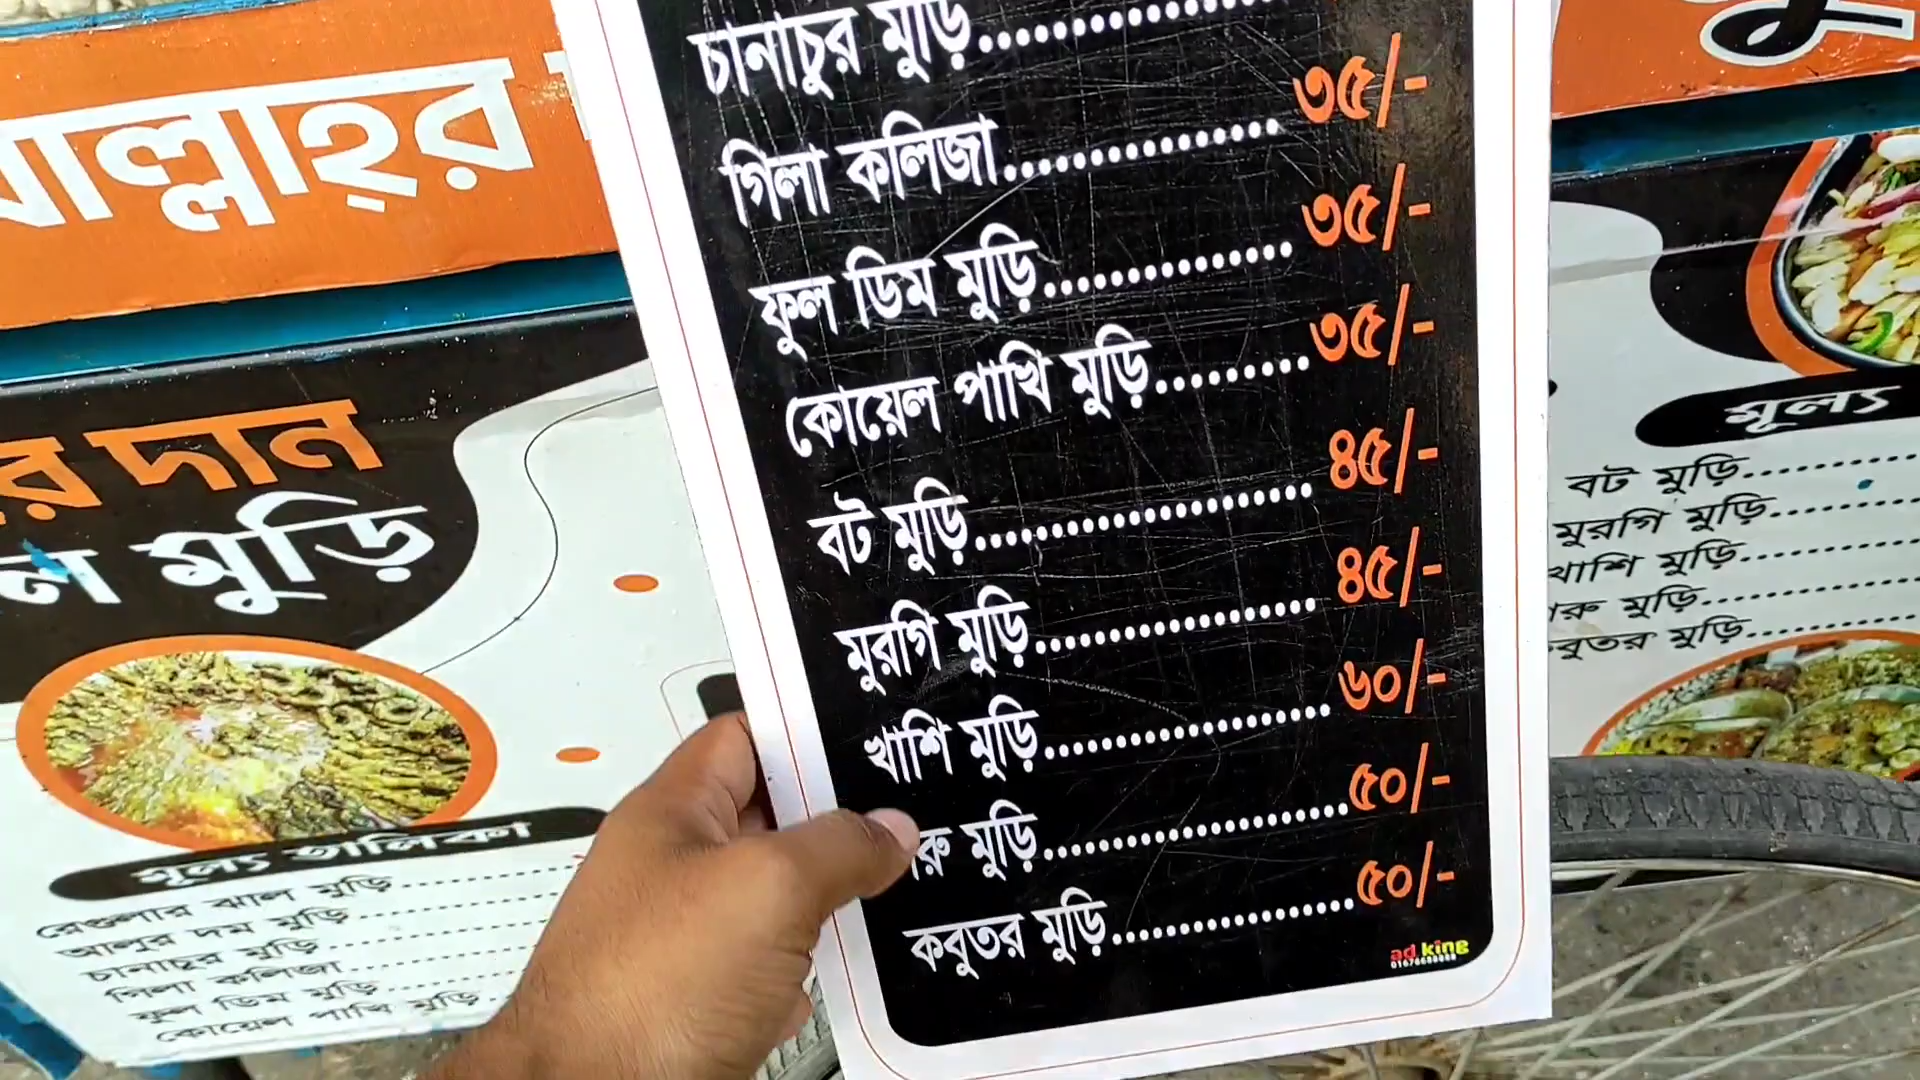 আল্লাহর
র দান
ল মুড়ি
মূল্য তালিকা
রেগুলার ঝাল মুড়ি
আলুর দম মুড়ি
চানাচুর মুড়ি
গিলা কলিজা
ফুল ডিম মুড়ি
কোয়েল পাখি মুড়ি
চানাচুর মুড়ি
গিলা কলিজা ৩৫/-
ফুল ডিম মুড়ি ৩৫/-
কোয়েল পাখি মুড়ি ৩৫/-
বট মুড়ি ৪৫/-
মুরগি মুড়ি ৪৫/-
খাশি মুড়ি ৬০/-
রু মুড়ি ৫০/-
কবুতর মুড়ি ৫০/-
ad king
মূল্য
বট মুড়ি
মুরগি মুড়ি
খাশি মুড়ি
রু মুড়ি
বুতর মুড়ি